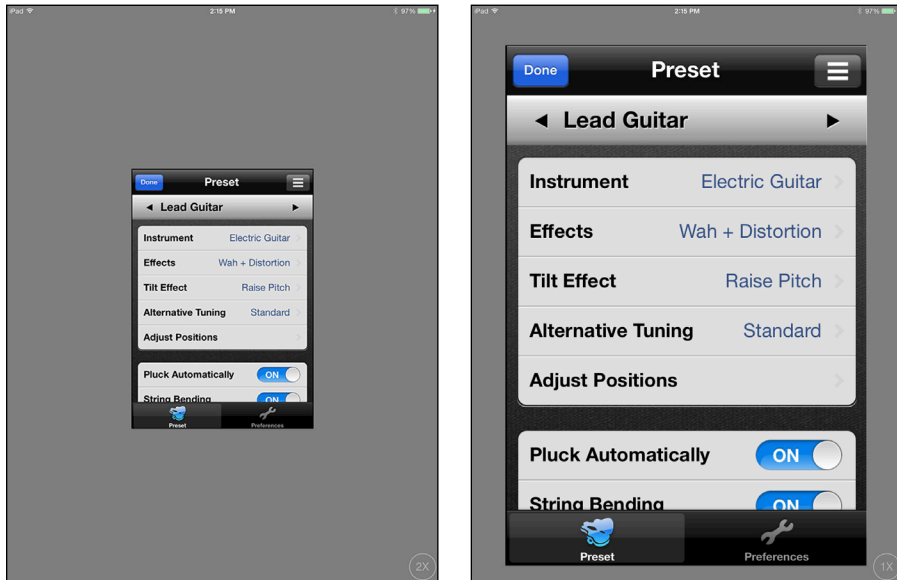 iPad 2:15 PM 97%
Done Preset
Lead Guitar
Instrument Electric Guitar
Effects Wah + Distortion
Tilt Effect Raise Pitch
Alternative Tuning Standard
Adjust Positions
Pluck Automatically ON
String Bending ON
Preset Preferences
2X
iPad 2:15 PM 97%
Done Preset
Lead Guitar
Instrument Electric Guitar
Effects Wah + Distortion
Tilt Effect Raise Pitch
Alternative Tuning Standard
Adjust Positions
Pluck Automatically ON
String Bending ON
Preset Preferences
1X